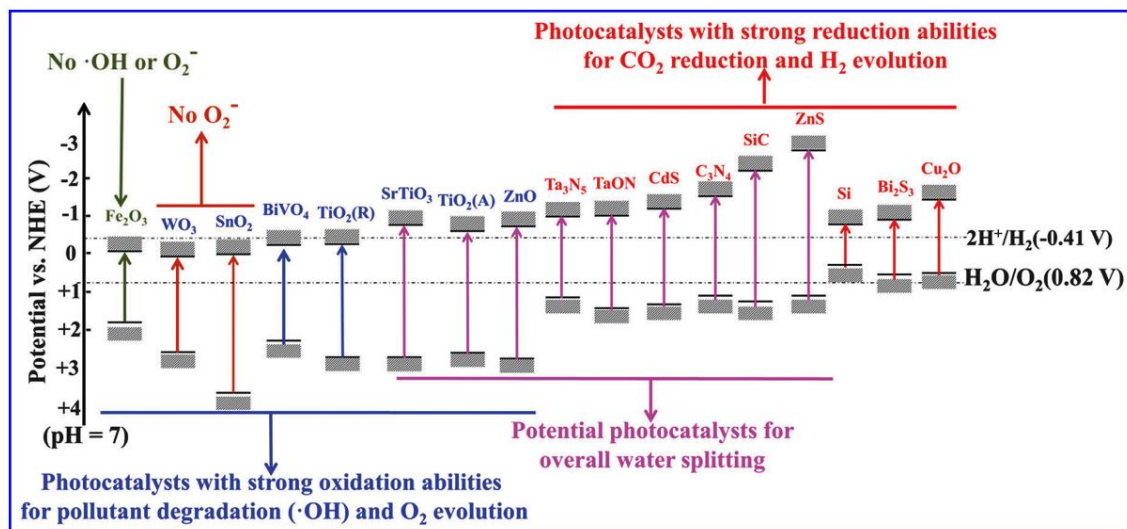 Photocatalysts with strong reduction abilities
for CO₂ reduction and H₂ evolution
No ·OH or O₂⁻
No O₂⁻
Potential vs. NHE (V)
-3
-2
-1
0
+1
+2
+3
+4
(pH = 7)
Fe₂O₃
WO₃
SnO₂
BiVO₄
TiO₂(R)
SrTiO₃
TiO₂(A)
ZnO
Ta₃N₅
TaON
CdS
C₃N₄
SiC
ZnS
Si
Bi₂S₃
Cu₂O
2H⁺/H₂(-0.41 V)
H₂O/O₂(0.82 V)
Potential photocatalysts for
overall water splitting
Photocatalysts with strong oxidation abilities
for pollutant degradation (·OH) and O₂ evolution